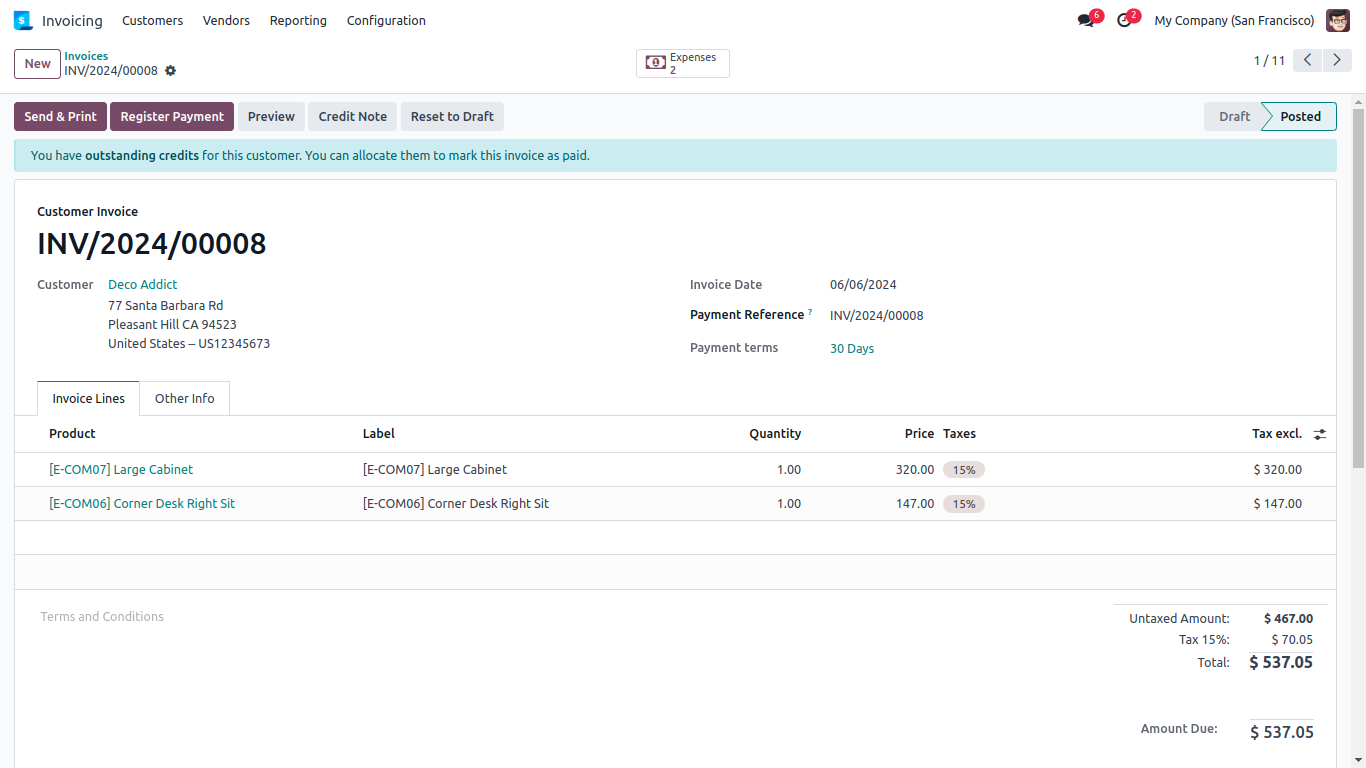 Invoicing Customers Vendors Reporting Configuration 6 2 My Company (San Francisco)
New Invoices Expenses 1 / 11
INV/2024/00008 2
Send & Print Register Payment Preview Credit Note Reset to Draft Draft Posted
You have outstanding credits for this customer. You can allocate them to mark this invoice as paid.
Customer Invoice
INV/2024/00008
Customer Deco Addict Invoice Date 06/06/2024
77 Santa Barbara Rd
Pleasant Hill CA 94523 Payment Reference ? INV/2024/00008
United States – US12345673 Payment terms 30 Days
Invoice Lines Other Info
Product Label Quantity Price Taxes Tax excl.
[E-COM07] Large Cabinet [E-COM07] Large Cabinet 1.00 320.00 15% $ 320.00
[E-COM06] Corner Desk Right Sit [E-COM06] Corner Desk Right Sit 1.00 147.00 15% $ 147.00
Terms and Conditions Untaxed Amount: $ 467.00
Tax 15%: $ 70.05
Total: $ 537.05
Amount Due: $ 537.05